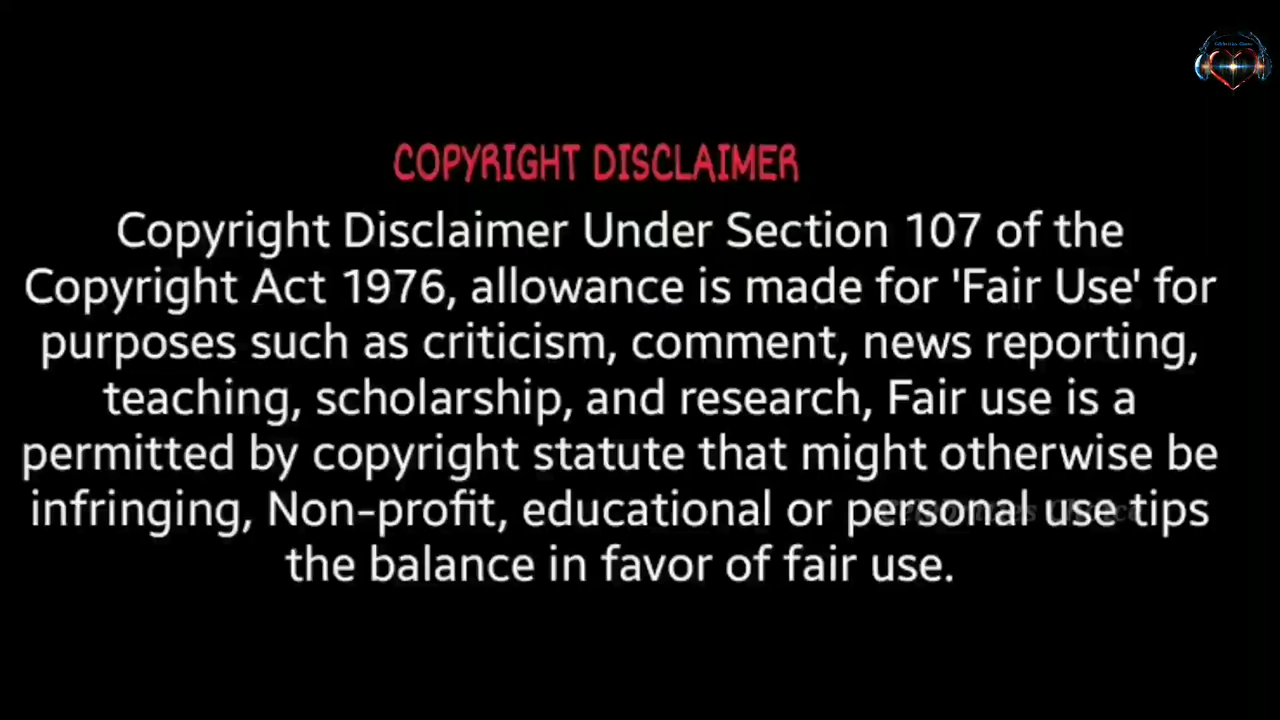 COPYRIGHT DISCLAIMER
Copyright Disclaimer Under Section 107 of the
Copyright Act 1976, allowance is made for 'Fair Use' for
purposes such as criticism, comment, news reporting,
teaching, scholarship, and research, Fair use is a
permitted by copyright statute that might otherwise be
infringing, Non-profit, educational or personal use tips
the balance in favor of fair use.